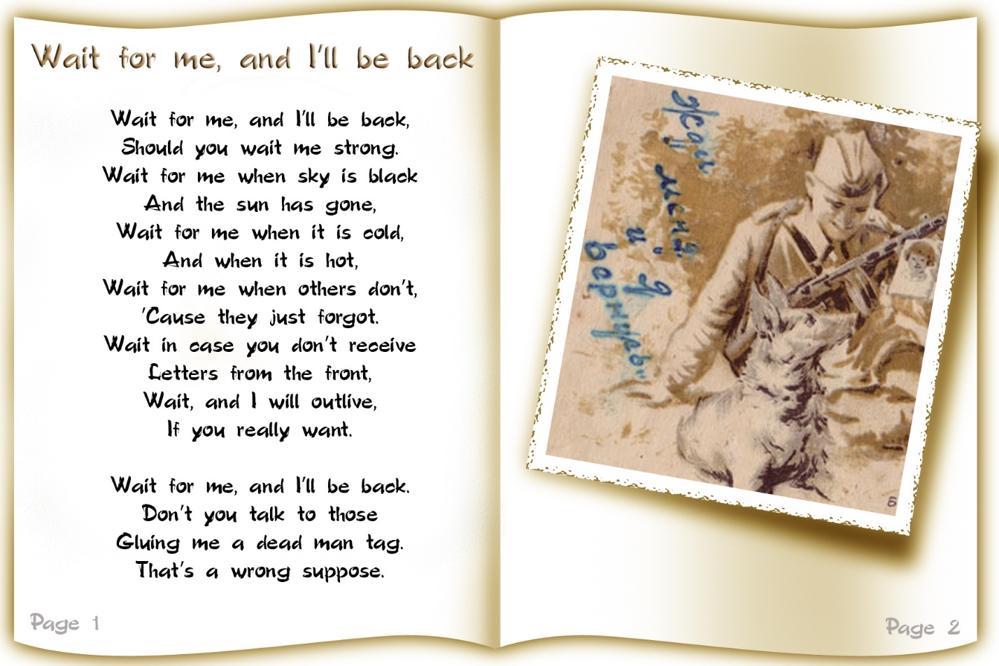 Wait for me, and I'll be back
Wait for me, and I'll be back,
Should you wait me strong.
Wait for me when sky is black
And the sun has gone,
Wait for me when it is cold,
And when it is hot,
Wait for me when others don't,
'Cause they just forgot.
Wait in case you don't receive
Letters from the front,
Wait, and I will outlive,
If you really want.
Wait for me, and I'll be back.
Don't you talk to those
Gluing me a dead man tag.
That's a wrong suppose.
Page 1
Жди
меня
и Я
вернусь
Б
Page 2